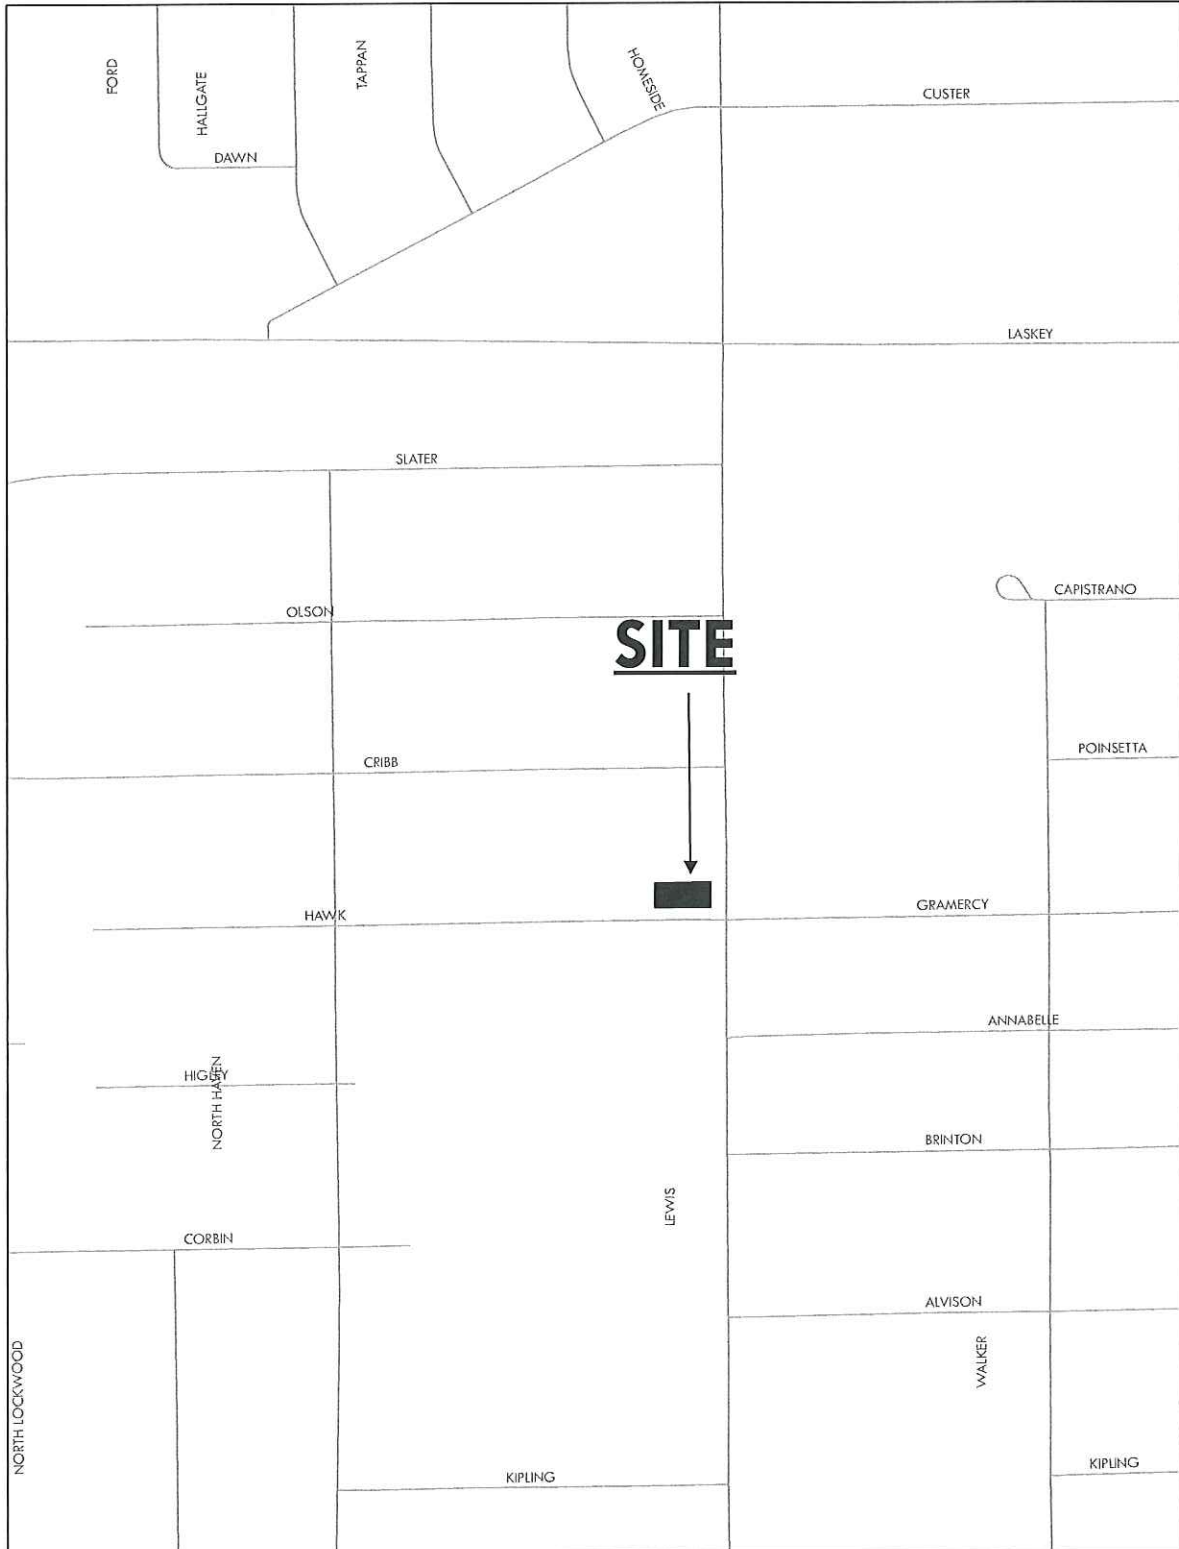 FORD
HALLGATE
TAPPAN
HOMESIDE
CUSTER
DAWN
LASKEY
SLATER
CAPISTRANO
OLSON
SITE
POINSETTA
CRIBB
GRAMERCY
HAWK
ANNABELLE
HIGLEY
NORTH HAVEN
BRINTON
LEWIS
CORBIN
ALVISON
WALKER
NORTH LOCKWOOD
KIPLING
KIPLING